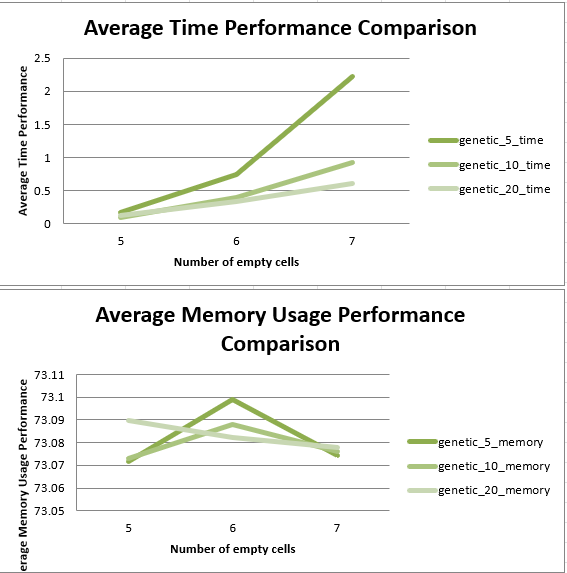 Average Time Performance Comparison
Average Time Performance
2.5
2
1.5
1
0.5
0
5 6 7
Number of empty cells
genetic_5_time
genetic_10_time
genetic_20_time
Average Memory Usage Performance
Comparison
erage Memory Usage Performance
73.11
73.1
73.09
73.08
73.07
73.06
73.05
5 6 7
Number of empty cells
genetic_5_memory
genetic_10_memory
genetic_20_memory